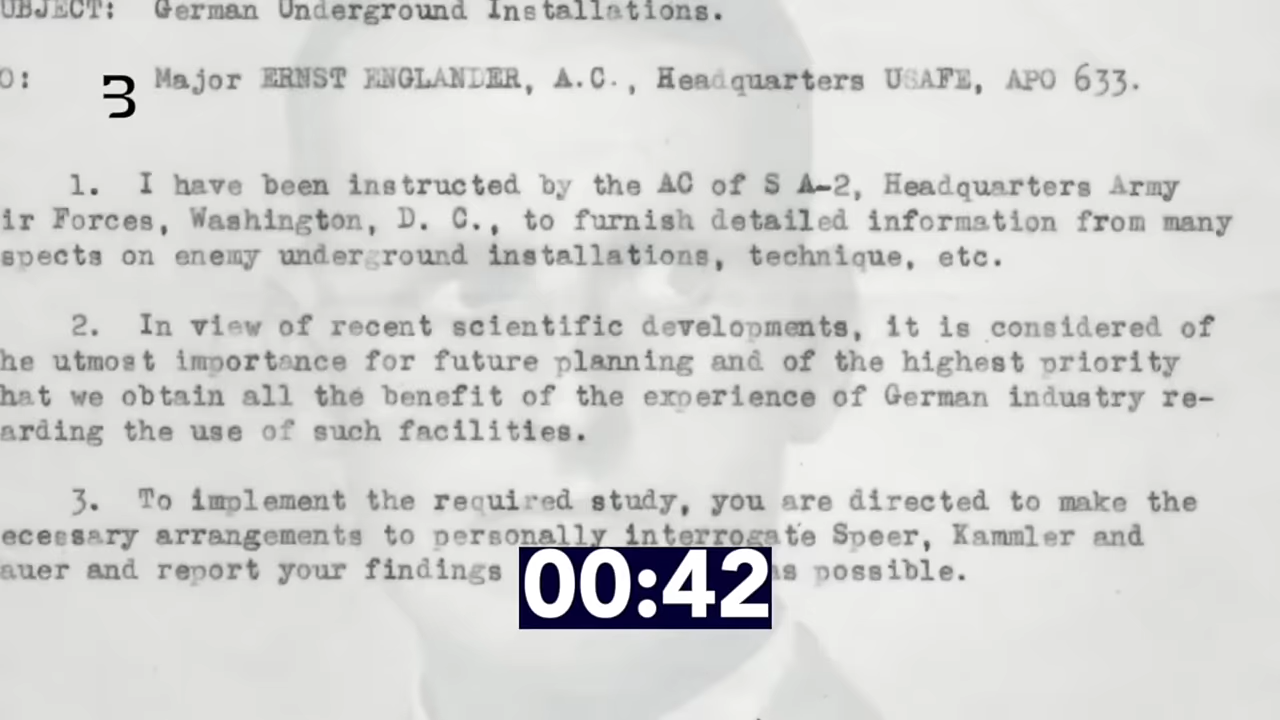 UBJECT: German Underground Installations.
O: Major ERNST ENGLANDER, A.C., Headquarters USAFE, APO 633.
3
1. I have been instructed by the AC of S A-2, Headquarters Army
ir Forces, Washington, D. C., to furnish detailed information from many
spects on enemy underground installations, technique, etc.
2. In view of recent scientific developments, it is considered of
he utmost importance for future planning and of the highest priority
hat we obtain all the benefit of the experience of German industry re-
arding the use of such facilities.
3. To implement the required study, you are directed to make the
ecessary arrangements to personally interrogate Speer, Kammler and
auer and report your findings as possible.
00:42